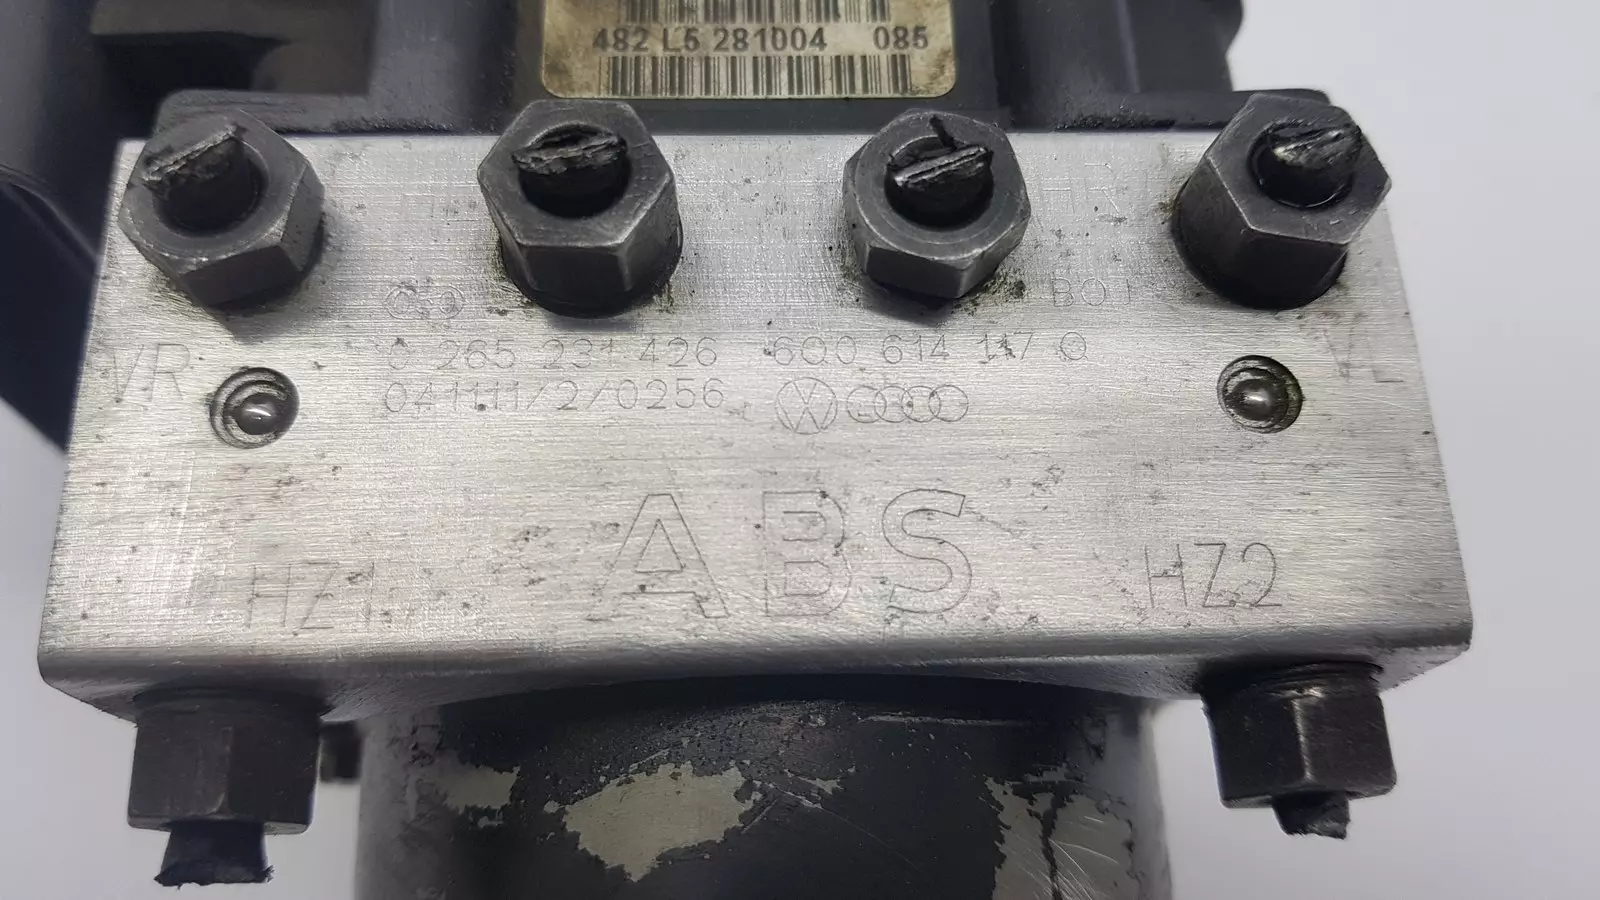 482 L5 281004 085
HR
BO1
0 265 231 426 6Q0 614 117 Q
VR
VL
041111/2/0256
ABS
HZ1
HZ2